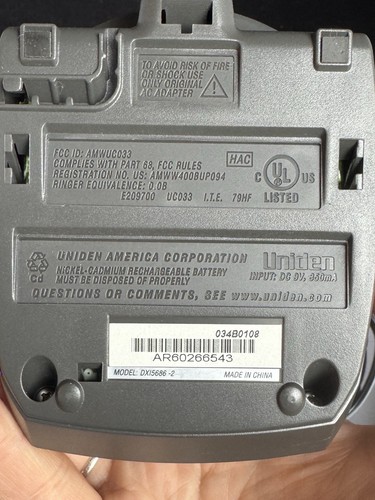 TO AVOID RISK OF FIRE
OR SHOCK USE
ONLY ORIGINAL
AC ADAPTER
FCC ID: AMWUC033
COMPLIES WITH PART 68, FCC RULES
REGISTRATION NO. US: AMWW400BUP094
RINGER EQUIVALENCE: 0.0B
E209700 UC033 I.T.E. 79HF
HAC
C UL US
LISTED
UNIDEN AMERICA CORPORATION
NICKEL-CADMIUM RECHARGEABLE BATTERY
MUST BE DISPOSED OF PROPERLY
Cd
Uniden
INPUT: DC 9V, 350mA
QUESTIONS OR COMMENTS, SEE www.uniden.com
034B0108
AR60266543
MODEL: DXI5686 -2 MADE IN CHINA